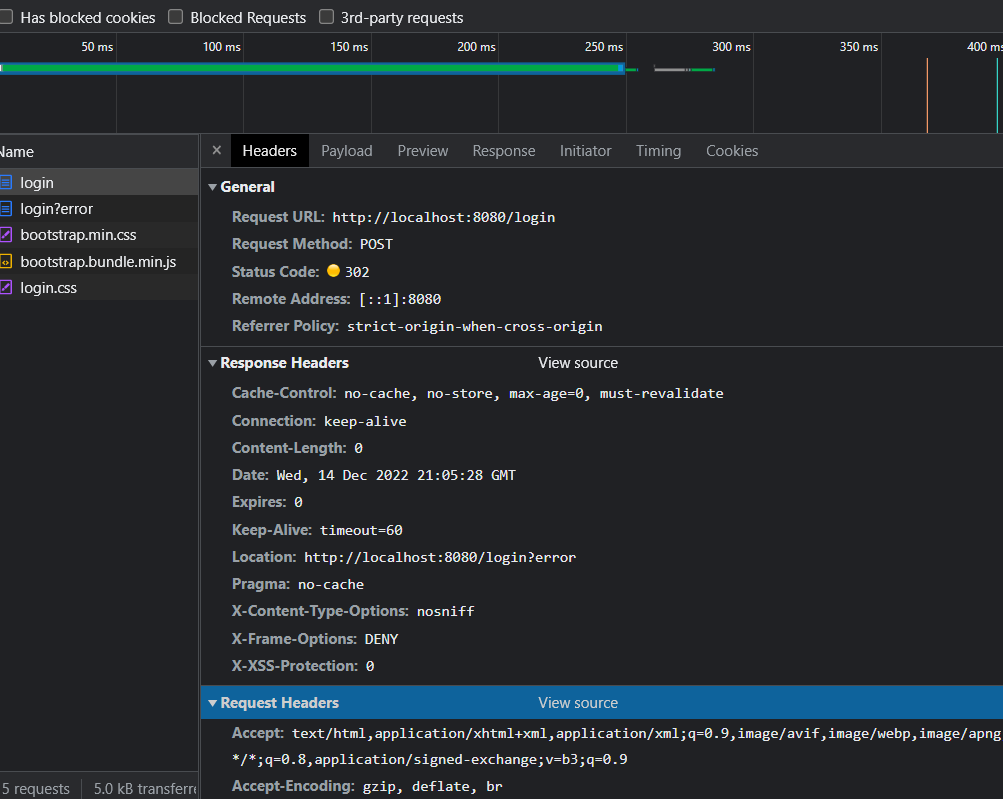 Has blocked cookies Blocked Requests 3rd-party requests
50 ms 100 ms 150 ms 200 ms 250 ms 300 ms 350 ms 400 ms
Name
login
login?error
bootstrap.min.css
bootstrap.bundle.min.js
login.css
5 requests 5.0 kB transferre
× Headers Payload Preview Response Initiator Timing Cookies
General
Request URL: http://localhost:8080/login
Request Method: POST
Status Code: 302
Remote Address: [::1]:8080
Referrer Policy: strict-origin-when-cross-origin
Response Headers View source
Cache-Control: no-cache, no-store, max-age=0, must-revalidate
Connection: keep-alive
Content-Length: 0
Date: Wed, 14 Dec 2022 21:05:28 GMT
Expires: 0
Keep-Alive: timeout=60
Location: http://localhost:8080/login?error
Pragma: no-cache
X-Content-Type-Options: nosniff
X-Frame-Options: DENY
X-XSS-Protection: 0
Request Headers View source
Accept: text/html,application/xhtml+xml,application/xml;q=0.9,image/avif,image/webp,image/apng
*/*;q=0.8,application/signed-exchange;v=b3;q=0.9
Accept-Encoding: gzip, deflate, br